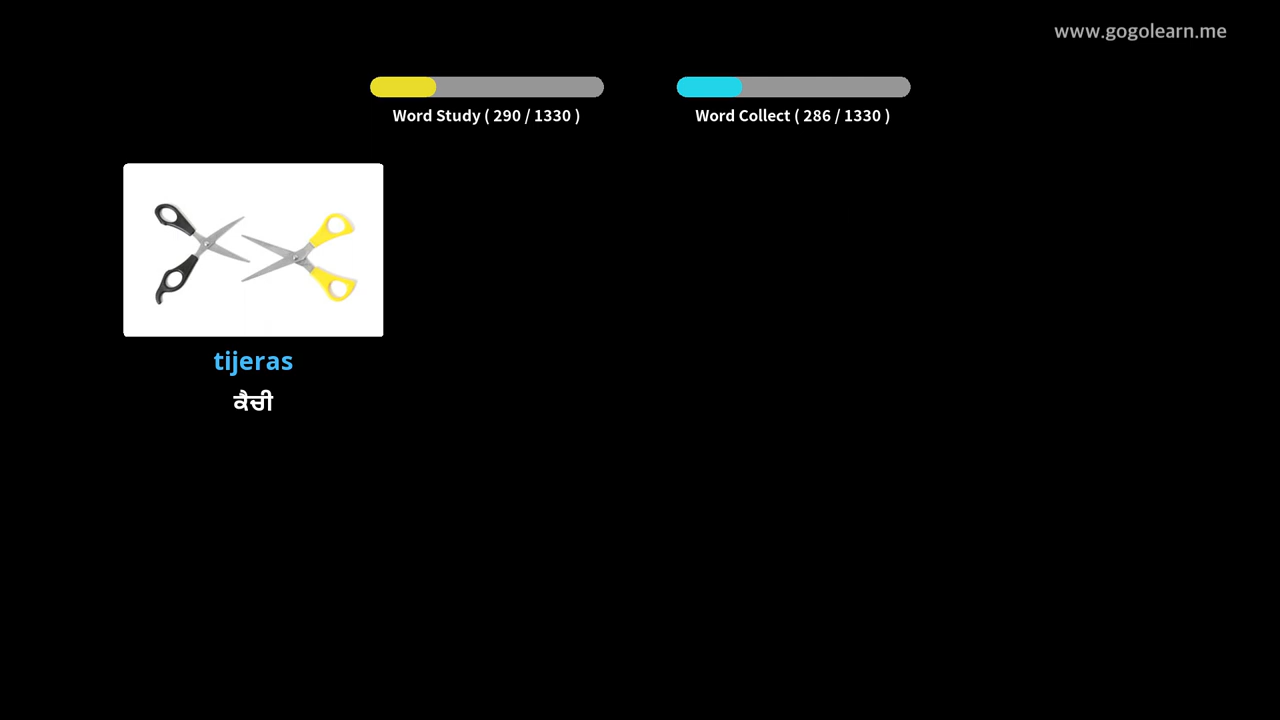 www.gogolearn.me
Word Study ( 290 / 1330 )
Word Collect ( 286 / 1330 )
tijeras
ਕੈਚੀ